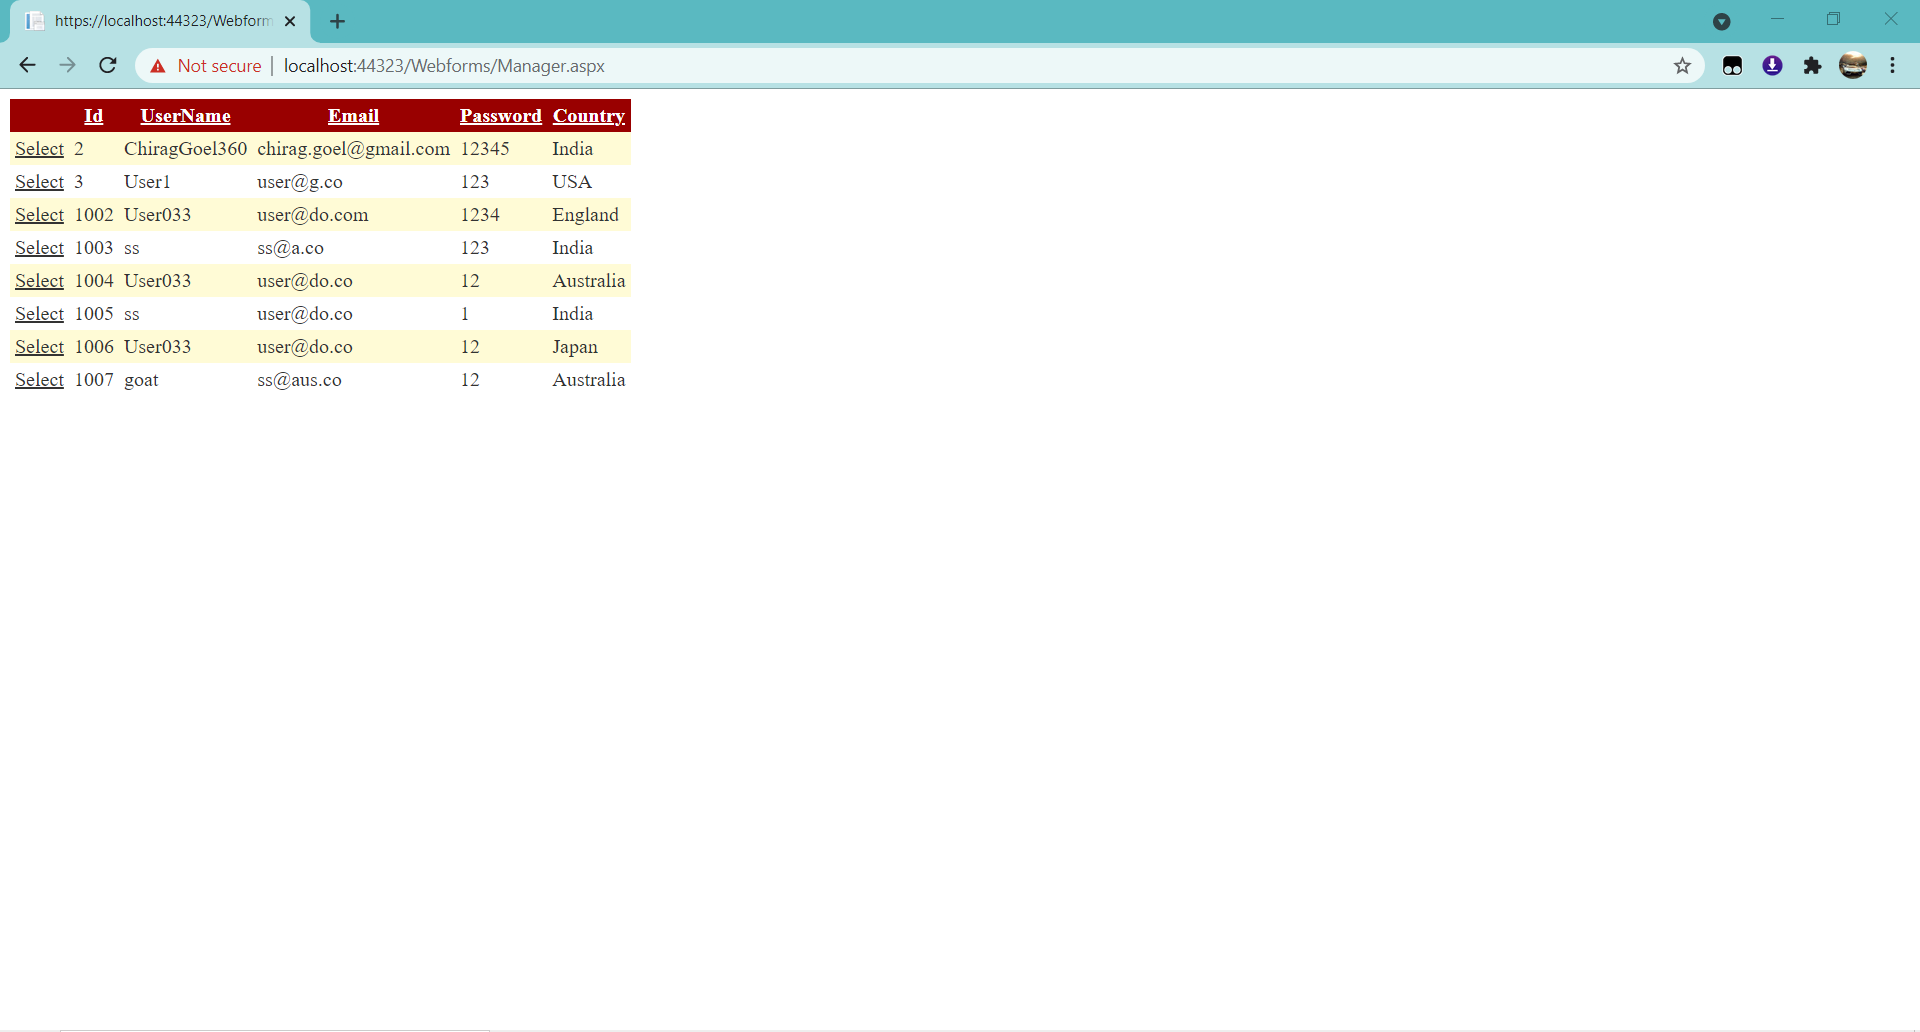 https://localhost:44323/Webform
Not secure | localhost:44323/Webforms/Manager.aspx
Id UserName Email Password Country
Select 2 ChiragGoel360 chirag.goel@gmail.com 12345 India
Select 3 User1 user@g.co 123 USA
Select 1002 User033 user@do.com 1234 England
Select 1003 ss ss@a.co 123 India
Select 1004 User033 user@do.co 12 Australia
Select 1005 ss user@do.co 1 India
Select 1006 User033 user@do.co 12 Japan
Select 1007 goat ss@aus.co 12 Australia